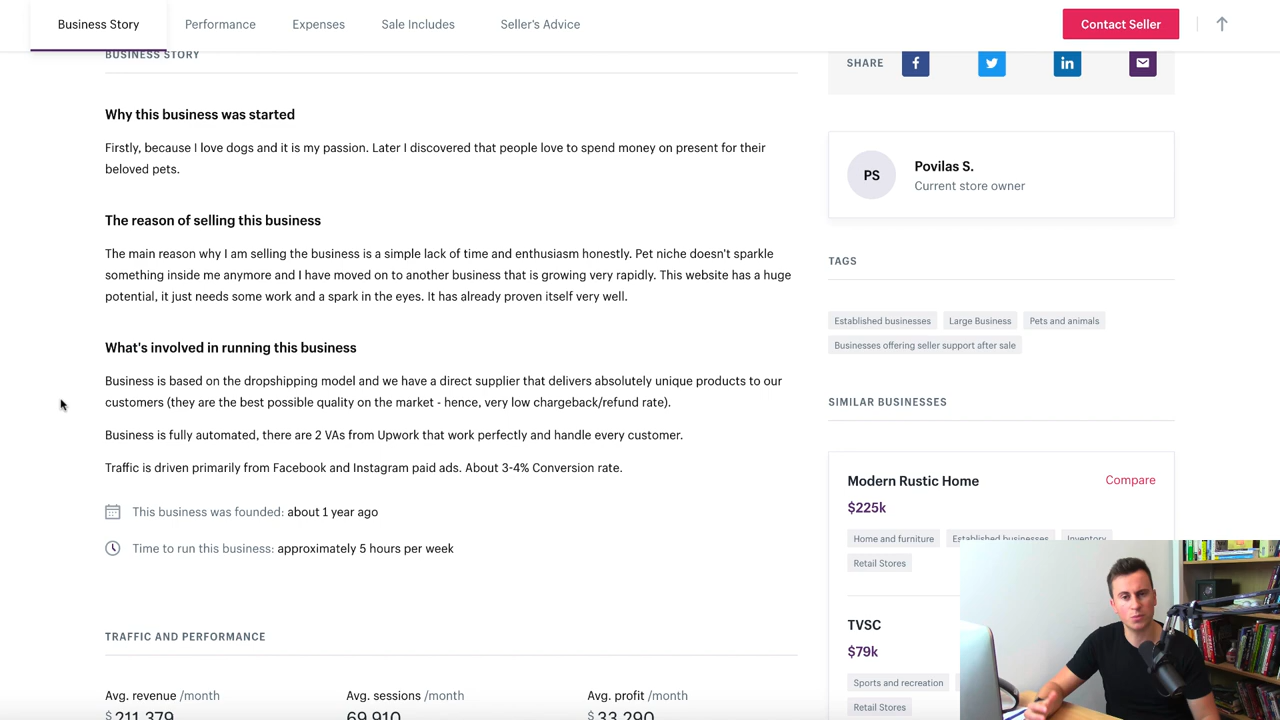 Business Story
Performance
Expenses
Sale Includes
Seller's Advice
Contact Seller
BUSINESS STORY
Why this business was started
Firstly, because I love dogs and it is my passion. Later I discovered that people love to spend money on present for their
beloved pets.
The reason of selling this business
The main reason why I am selling the business is a simple lack of time and enthusiasm honestly. Pet niche doesn't sparkle
something inside me anymore and I have moved on to another business that is growing very rapidly. This website has a huge
potential, it just needs some work and a spark in the eyes. It has already proven itself very well.
What's involved in running this business
Business is based on the dropshipping model and we have a direct supplier that delivers absolutely unique products to our
customers (they are the best possible quality on the market - hence, very low chargeback/refund rate).
Business is fully automated, there are 2 VAs from Upwork that work perfectly and handle every customer.
Traffic is driven primarily from Facebook and Instagram paid ads. About 3-4% Conversion rate.
This business was founded: about 1 year ago
Time to run this business: approximately 5 hours per week
TRAFFIC AND PERFORMANCE
Avg. revenue /month
$211,379
Avg. sessions /month
69,910
Avg. profit /month
$33,290
SHARE
PS
Povilas S.
Current store owner
TAGS
Established businesses
Large Business
Pets and animals
Businesses offering seller support after sale
SIMILAR BUSINESSES
Modern Rustic Home
Compare
$225k
Home and furniture
Established businesses
Inventory
Retail Stores
TVSC
$79k
Sports and recreation
Retail Stores